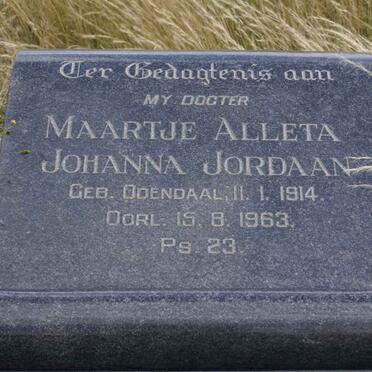 Ter Gedagtenis aan
MY DOGTER
MAARTJE ALLETA
JOHANNA JORDAAN
GEB. ODENDAAL, 11. 1. 1914.
OORL. 15. 8. 1963.
Ps. 23.